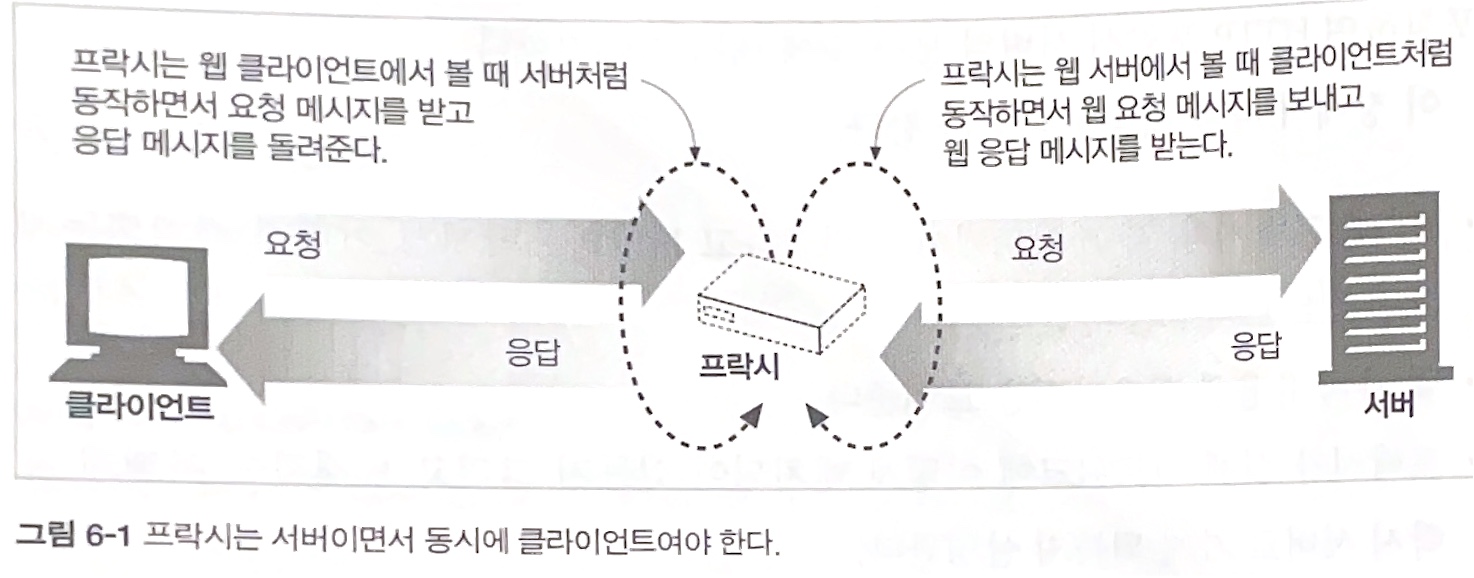 프락시는 웹 클라이언트에서 볼 때 서버처럼
동작하면서 요청 메시지를 받고
응답 메시지를 돌려준다.
프락시는 웹 서버에서 볼 때 클라이언트처럼
동작하면서 웹 요청 메시지를 보내고
웹 응답 메시지를 받는다.
요청
요청
응답
응답
프락시
클라이언트
서버
그림 6-1 프락시는 서버이면서 동시에 클라이언트여야 한다.